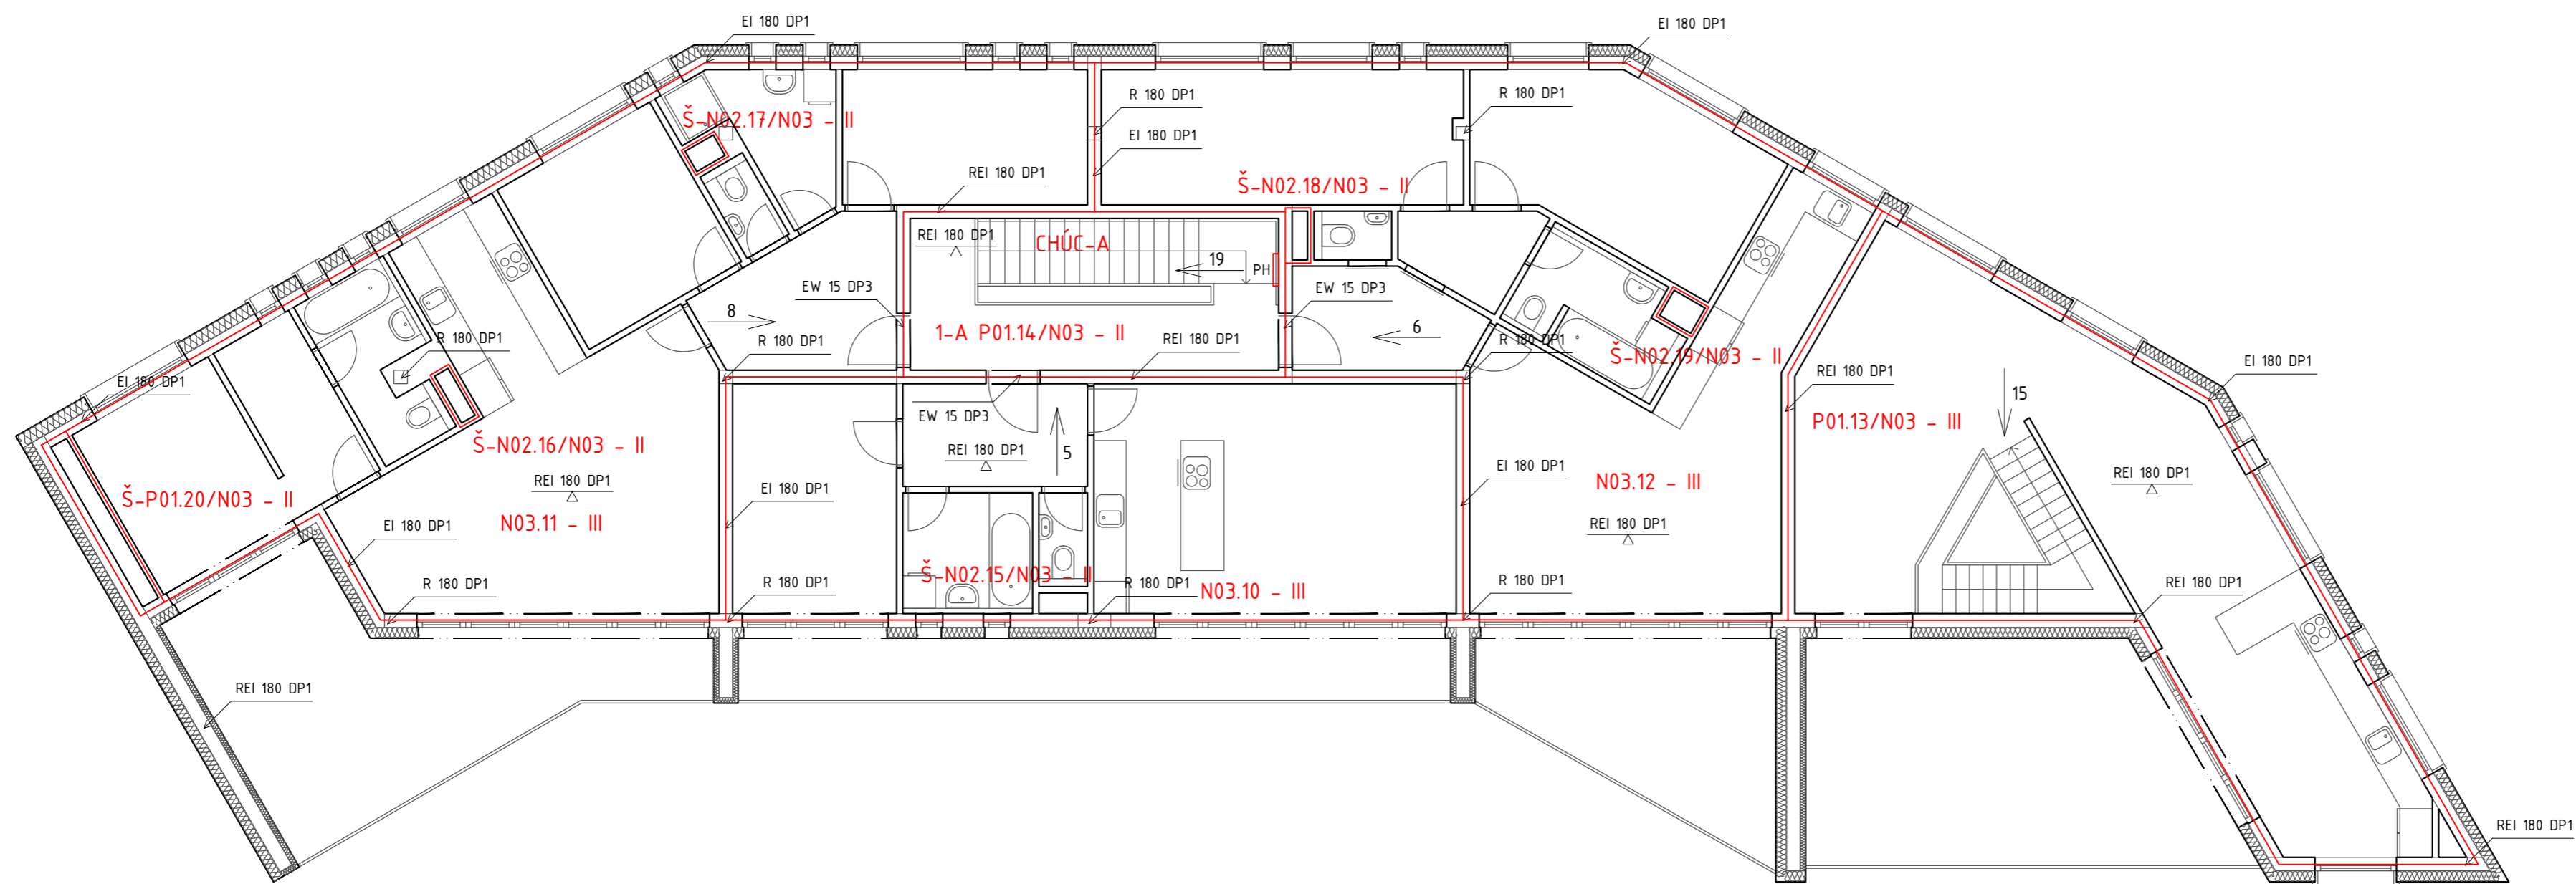 EI 180 DP1
EI 180 DP1
R 180 DP1
R 180 DP1
Š-N02.17/N03 - II
EI 180 DP1
REI 180 DP1
Š-N02.18/N03 - II
REI 180 DP1
CHÚC-A
19
PH
EW 15 DP3
EW 15 DP3
8
1-A P01.14/N03 - II
6
R 180 DP1
R 180 DP1
REI 180 DP1
R 180 DP1
Š-N02.19/N03 - II
EI 180 DP1
REI 180 DP1
EI 180 DP1
15
EW 15 DP3
P01.13/N03 - III
Š-N02.16/N03 - II
REI 180 DP1
5
EI 180 DP1
REI 180 DP1
REI 180 DP1
N03.12 - III
Š-P01.20/N03 - II
EI 180 DP1
N03.11 - III
EI 180 DP1
REI 180 DP1
Š-N02.15/N03 - II
R 180 DP1
R 180 DP1
R 180 DP1
N03.10 - III
R 180 DP1
REI 180 DP1
REI 180 DP1
REI 180 DP1